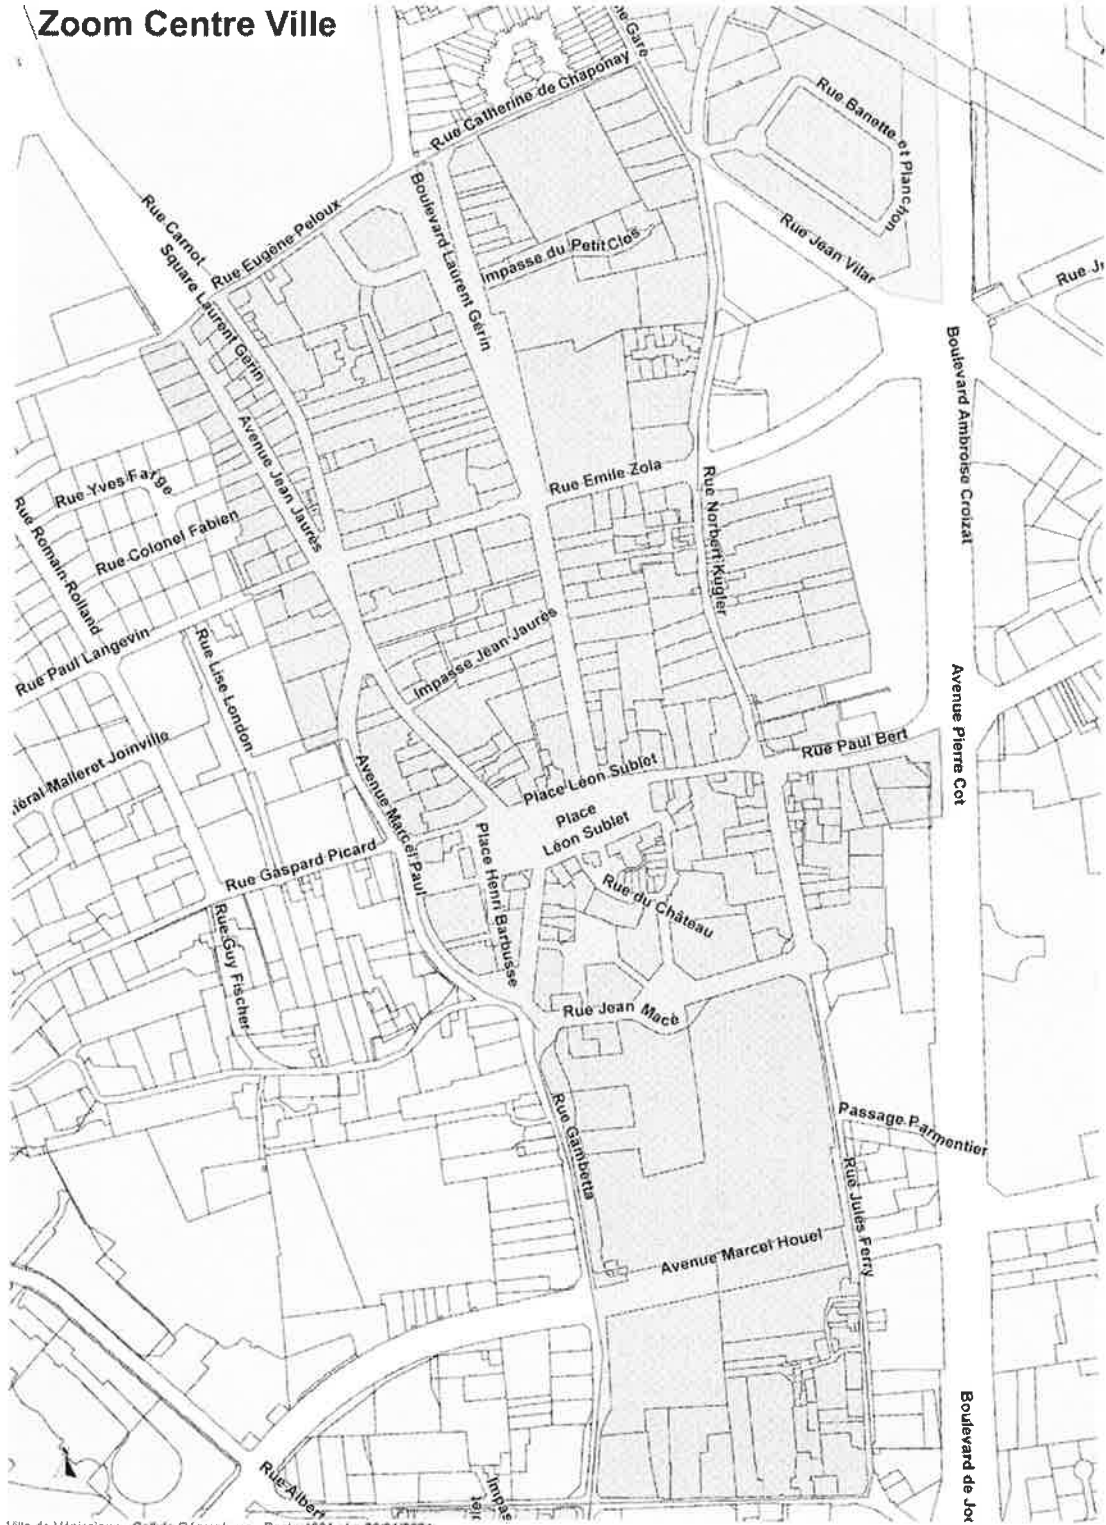 Zoom Centre Ville
Gare
Rue Catherine de Chaponay
Rue Banette et Planchon
Rue Carnot
Square Laurent Gerin
Rue Eugène Peloux
Boulevard Laurent Gérin
Impasse du Petit Clos
Rue Jean Vilar
Boulevard Ambroise Croizat
Avenue Jean Jaurès
Rue Emile Zola
Rue Yves Farge
Rue Colonel Fabien
Rue Romain Rolland
Rue Norbert Kugler
Rue Paul Langevin
Rue Lise London
Impasse Jean Jaurès
Avenue Pierre Cot
Malleret Joinville
Avenue Marcel Paul
Rue Paul Bert
Place Léon Sublet
Place
Léon Sublet
Place Henri Barbusse
Rue Gaspard Picard
Rue du Château
Rue Guy Fischer
Rue Jean Macé
Rue Gambetta
Passage Parmentier
Rue Jules Ferry
Avenue Marcel Houel
Boulevard de
Rue Albert